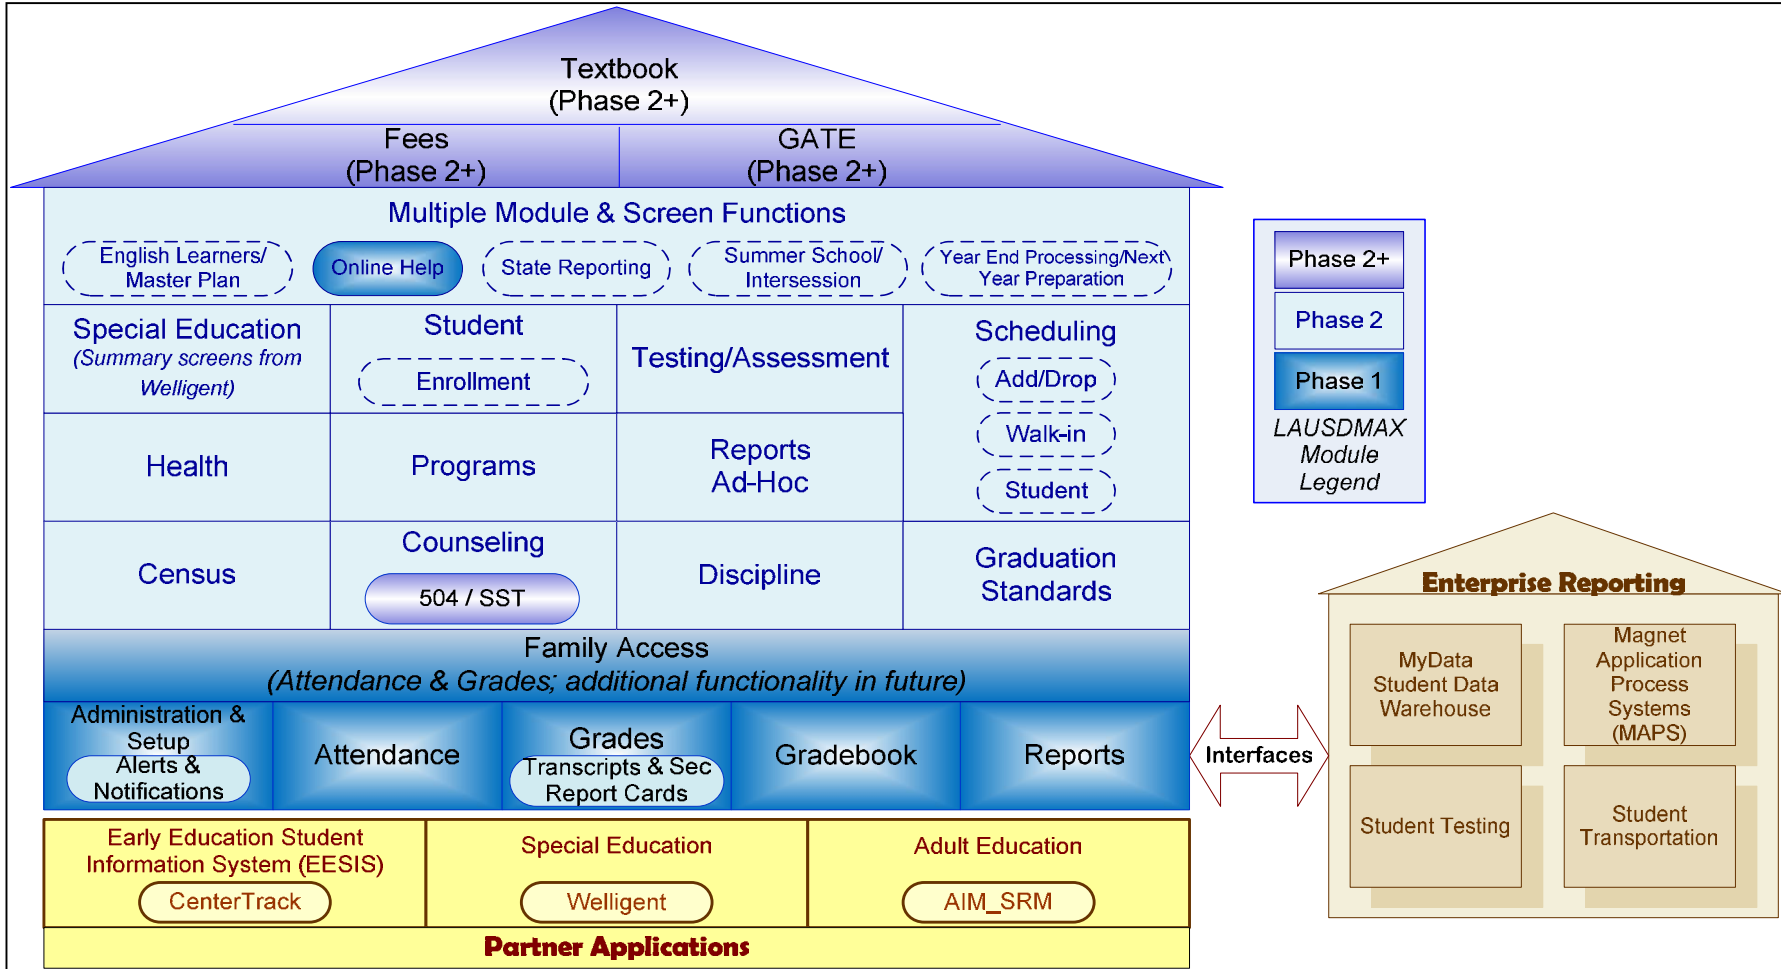 Textbook
(Phase 2+)
Fees
(Phase 2+)
GATE
(Phase 2+)
Multiple Module & Screen Functions
English Learners/
Master Plan
Online Help
State Reporting
Summer School/
Intersession
Year End Processing/Next
Year Preparation
Special Education
(Summary screens from
Welligent)
Student
Enrollment
Testing/Assessment
Scheduling
Add/Drop
Walk-in
Student
Health
Programs
Reports
Ad-Hoc
Census
Counseling
504 / SST
Discipline
Graduation
Standards
Family Access
(Attendance & Grades; additional functionality in future)
Administration &
Setup
Alerts &
Notifications
Attendance
Grades
Transcripts & Sec
Report Cards
Gradebook
Reports
Early Education Student
Information System (EESIS)
CenterTrack
Special Education
Welligent
Adult Education
AIM_SRM
Partner Applications
Phase 2+
Phase 2
Phase 1
LAUSDMAX
Module
Legend
Interfaces
Enterprise Reporting
MyData
Student Data
Warehouse
Magnet
Application
Process
Systems
(MAPS)
Student Testing
Student
Transportation